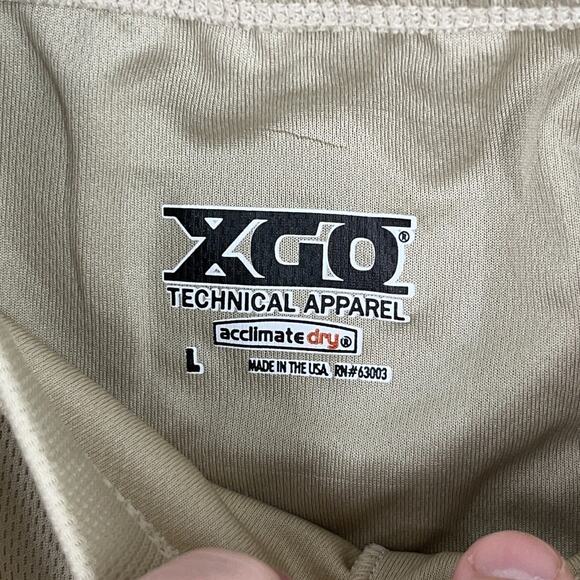 XGO®
TECHNICAL APPAREL
acclimate dry®
L MADE IN THE USA. RN#63003